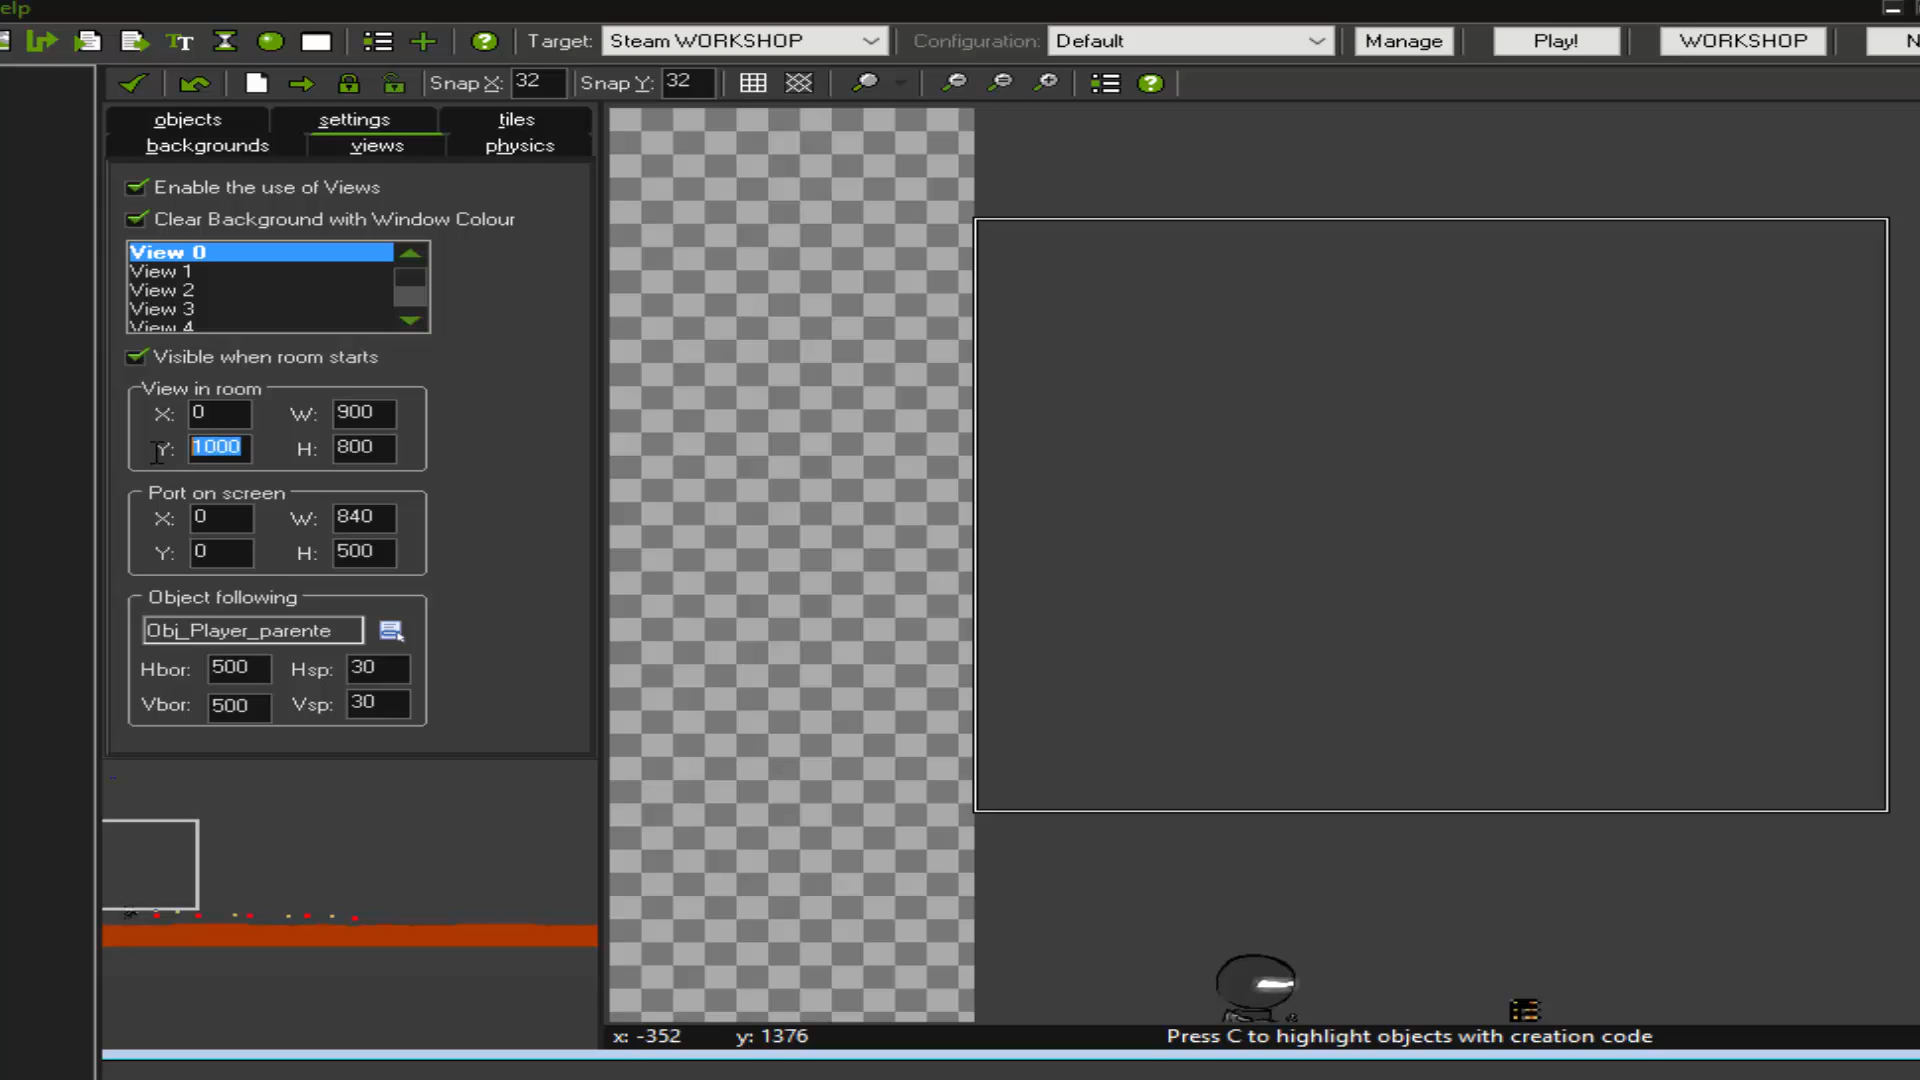 elp
Target: Steam WORKSHOP Configuration: Default Manage Play! WORKSHOP N
Snap X: 32 Snap Y: 32
objects settings tiles
backgrounds views physics
Enable the use of Views
Clear Background with Window Colour
View 0
View 1
View 2
View 3
View 4
Visible when room starts
View in room
X: 0 W: 900
Y: 1000 H: 800
Port on screen
X: 0 W: 840
Y: 0 H: 500
Object following
Obj_Player_parente
Hbor: 500 Hsp: 30
Vbor: 500 Vsp: 30
x: -352 y: 1376 Press C to highlight objects with creation code